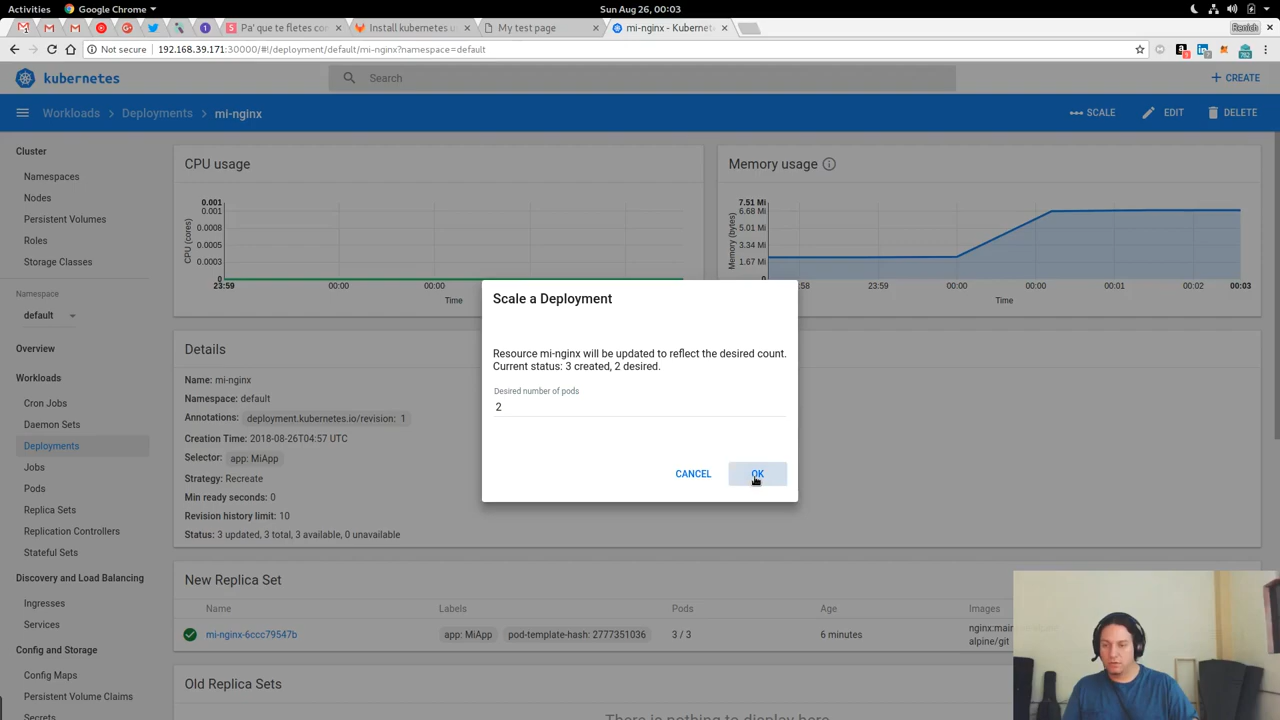 Activities
Google Chrome
Sun Aug 26, 00:03
Pa' que te fletes con
Install kubernetes u
My test page
mi-nginx - Kubernet
Renich
Not secure
192.168.39.171:30000/#!/deployment/default/mi-nginx?namespace=default
kubernetes
Search
CREATE
Workloads
Deployments
mi-nginx
SCALE
EDIT
DELETE
Cluster
Namespaces
Nodes
Persistent Volumes
Roles
Storage Classes
Namespace
default
Overview
Workloads
Cron Jobs
Daemon Sets
Deployments
Jobs
Pods
Replica Sets
Replication Controllers
Stateful Sets
Discovery and Load Balancing
Ingresses
Services
Config and Storage
Config Maps
Persistent Volume Claims
Secrets
CPU usage
CPU (cores)
0.001
0.001
0.0008
0.0005
0.0003
0
23:59
00:00
00:00
Time
Memory usage
Memory (bytes)
7.51 Mi
6.68 Mi
5.01 Mi
3.34 Mi
1.67 Mi
:58
23:59
00:00
00:00
00:01
00:02
00:03
Time
Scale a Deployment
Resource mi-nginx will be updated to reflect the desired count.
Current status: 3 created, 2 desired.
Desired number of pods
2
CANCEL
OK
Details
Name: mi-nginx
Namespace: default
Annotations: deployment.kubernetes.io/revision: 1
Creation Time: 2018-08-26T04:57 UTC
Selector: app: MiApp
Strategy: Recreate
Min ready seconds: 0
Revision history limit: 10
Status: 3 updated, 3 total, 3 available, 0 unavailable
New Replica Set
Name
Labels
Pods
Age
Images
mi-nginx-6ccc79547b
app: MiApp
pod-template-hash: 2777351036
3 / 3
6 minutes
nginx:main
alpine/git
Old Replica Sets
There is nothing to display here